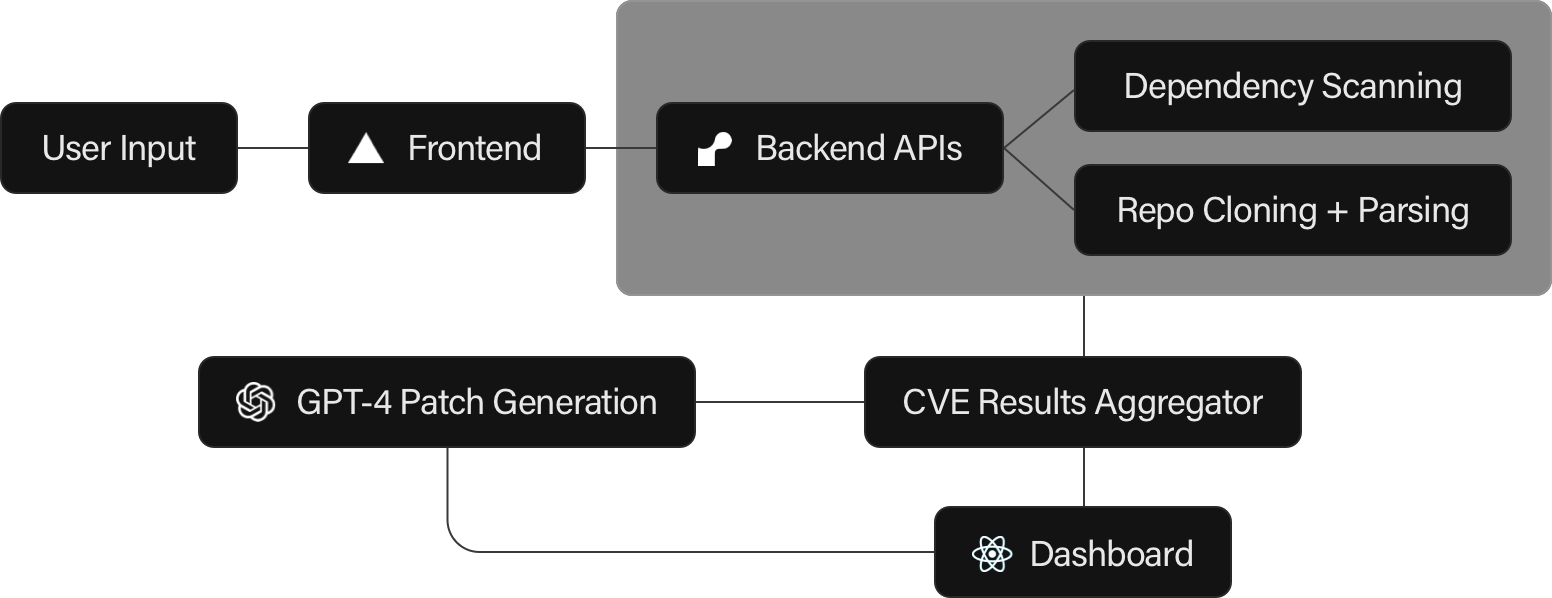 User Input
Frontend
Backend APIs
Dependency Scanning
Repo Cloning + Parsing
GPT-4 Patch Generation
CVE Results Aggregator
Dashboard